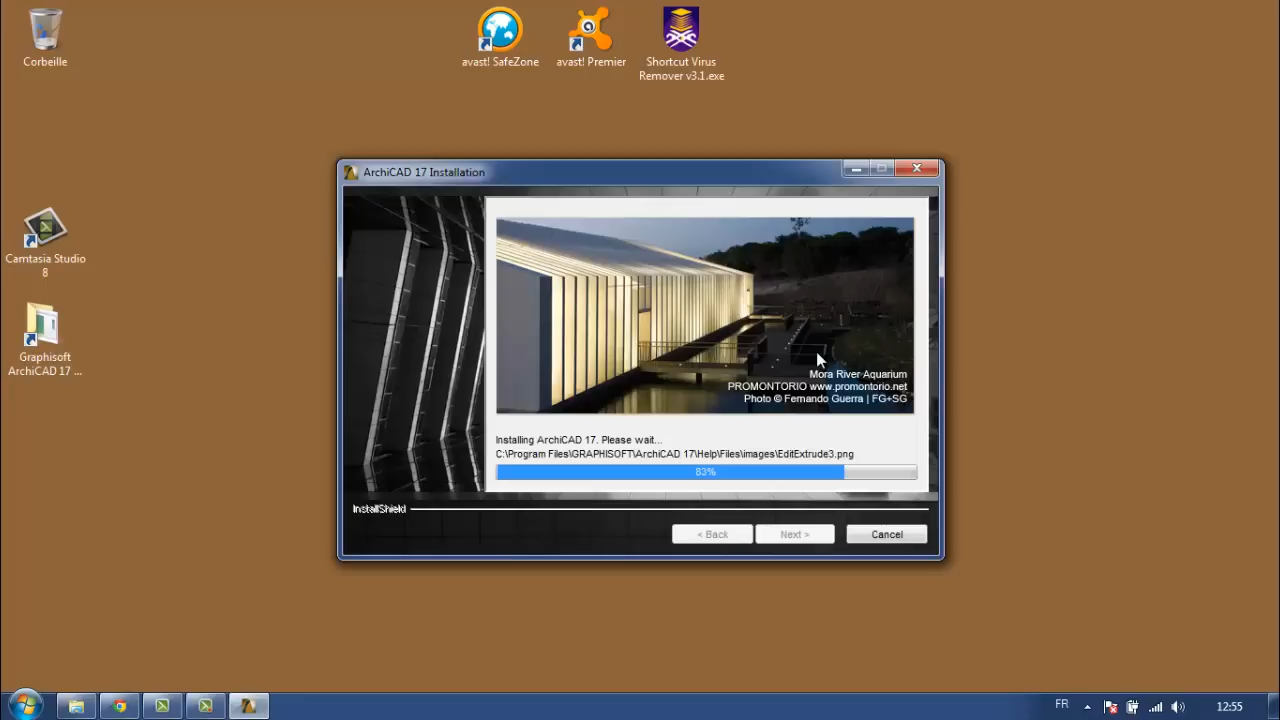 Corbeille
avast! SafeZone
avast! Premier
Shortcut Virus
Remover v3.1.exe
Camtasia Studio
8
Graphisoft
ArchiCAD 17 ...
ArchiCAD 17 Installation
Mora River Aquarium
PROMONTORIO www.promontorio.net
Photo © Fernando Guerra | FG+SG
Installing ArchiCAD 17. Please wait...
C:\Program Files\GRAPHISOFT\ArchiCAD 17\Help\Files\images\EditExtrude3.png
83%
InstallShield
< Back
Next >
Cancel
FR
12:55